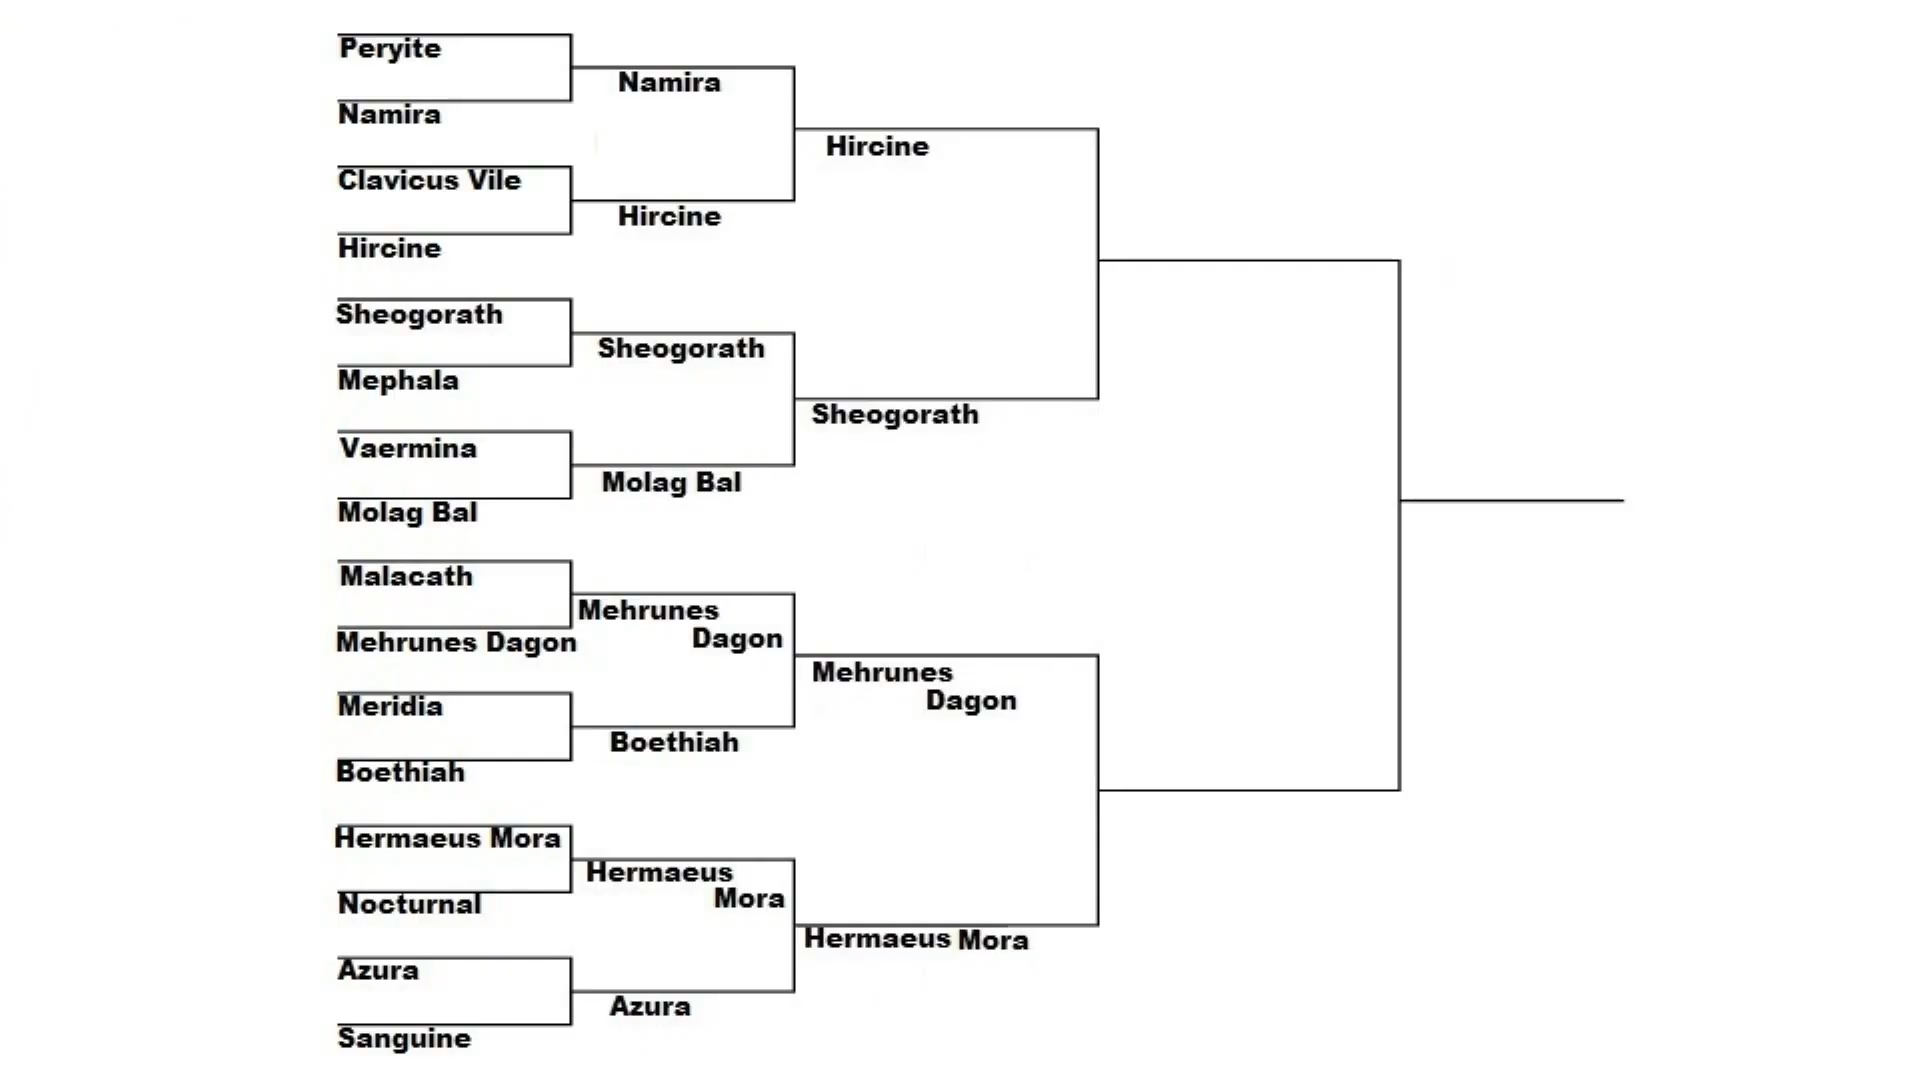 Peryite
Namira
Clavicus Vile
Hircine
Sheogorath
Mephala
Vaermina
Molag Bal
Malacath
Mehrunes Dagon
Meridia
Boethiah
Hermaeus Mora
Nocturnal
Azura
Sanguine
Namira
Hircine
Sheogorath
Molag Bal
Mehrunes
Dagon
Boethiah
Hermaeus
Mora
Azura
Hircine
Sheogorath
Mehrunes
Dagon
Hermaeus Mora